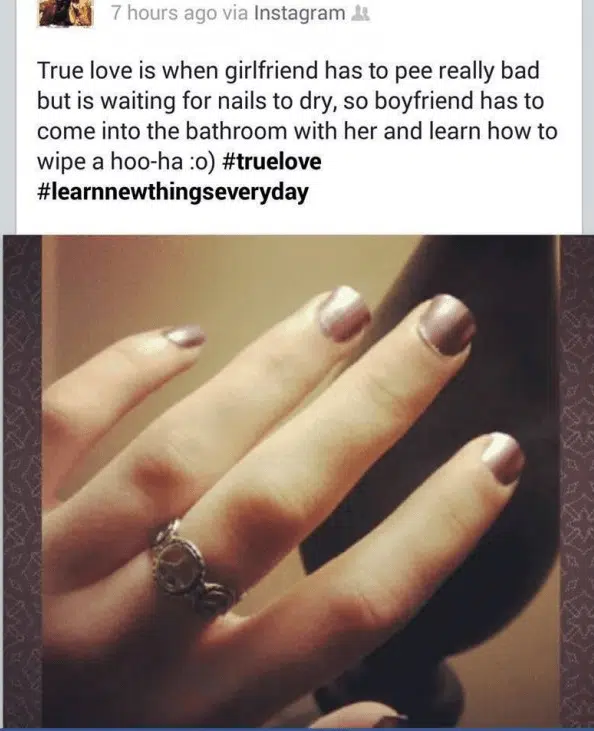 7 hours ago via Instagram
True love is when girlfriend has to pee really bad
but is waiting for nails to dry, so boyfriend has to
come into the bathroom with her and learn how to
wipe a hoo-ha :o) #truelove
#learnnewthingseveryday